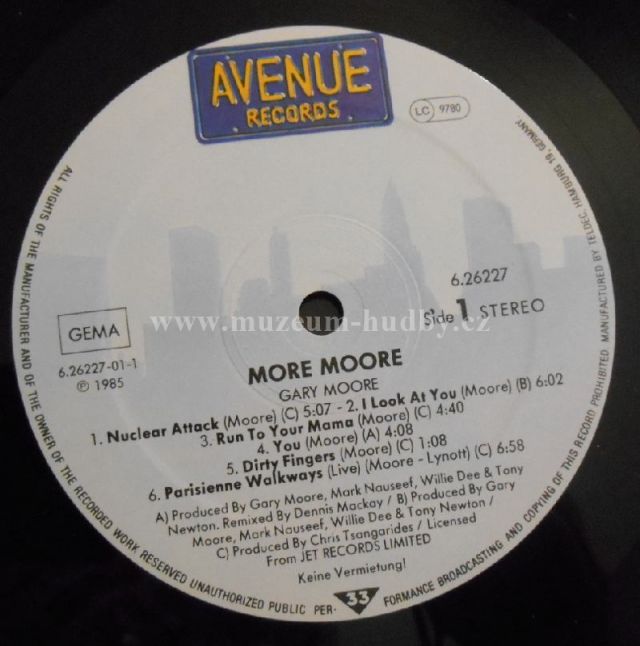 AVENUE
RECORDS
LC 9780
6.26227
Side 1 STEREO
GEMA
6.26227-01-1
℗ 1985
www.muzeum-hudby.cz
MORE MOORE
GARY MOORE
1. Nuclear Attack (Moore) (C) 5:07 - 2. I Look At You (Moore) (B) 6:02
3. Run To Your Mama (Moore) (C) 4:40
4. You (Moore) (A) 4:08
5. Dirty Fingers (Moore) (C) 1:08
6. Parisienne Walkways (Live) (Moore - Lynott) (C) 6:58
A) Produced By Gary Moore, Mark Nauseef, Willie Dee & Tony
Newton. Remixed By Dennis Mackay / B) Produced By Gary
Moore, Mark Nauseef, Willie Dee & Tony Newton /
C) Produced By Chris Tsangarides / Licensed
From JET RECORDS LIMITED
Keine Vermietung!
ALL RIGHTS OF THE MANUFACTURER AND OF THE OWNER OF THE RECORDED WORK RESERVED UNAUTHORIZED PUBLIC PER- 33 FORMANCE BROADCASTING AND COPYING OF THIS RECORD PROHIBITED. MANUFACTURED BY TELDEC, HAMBURG 19, GERMANY